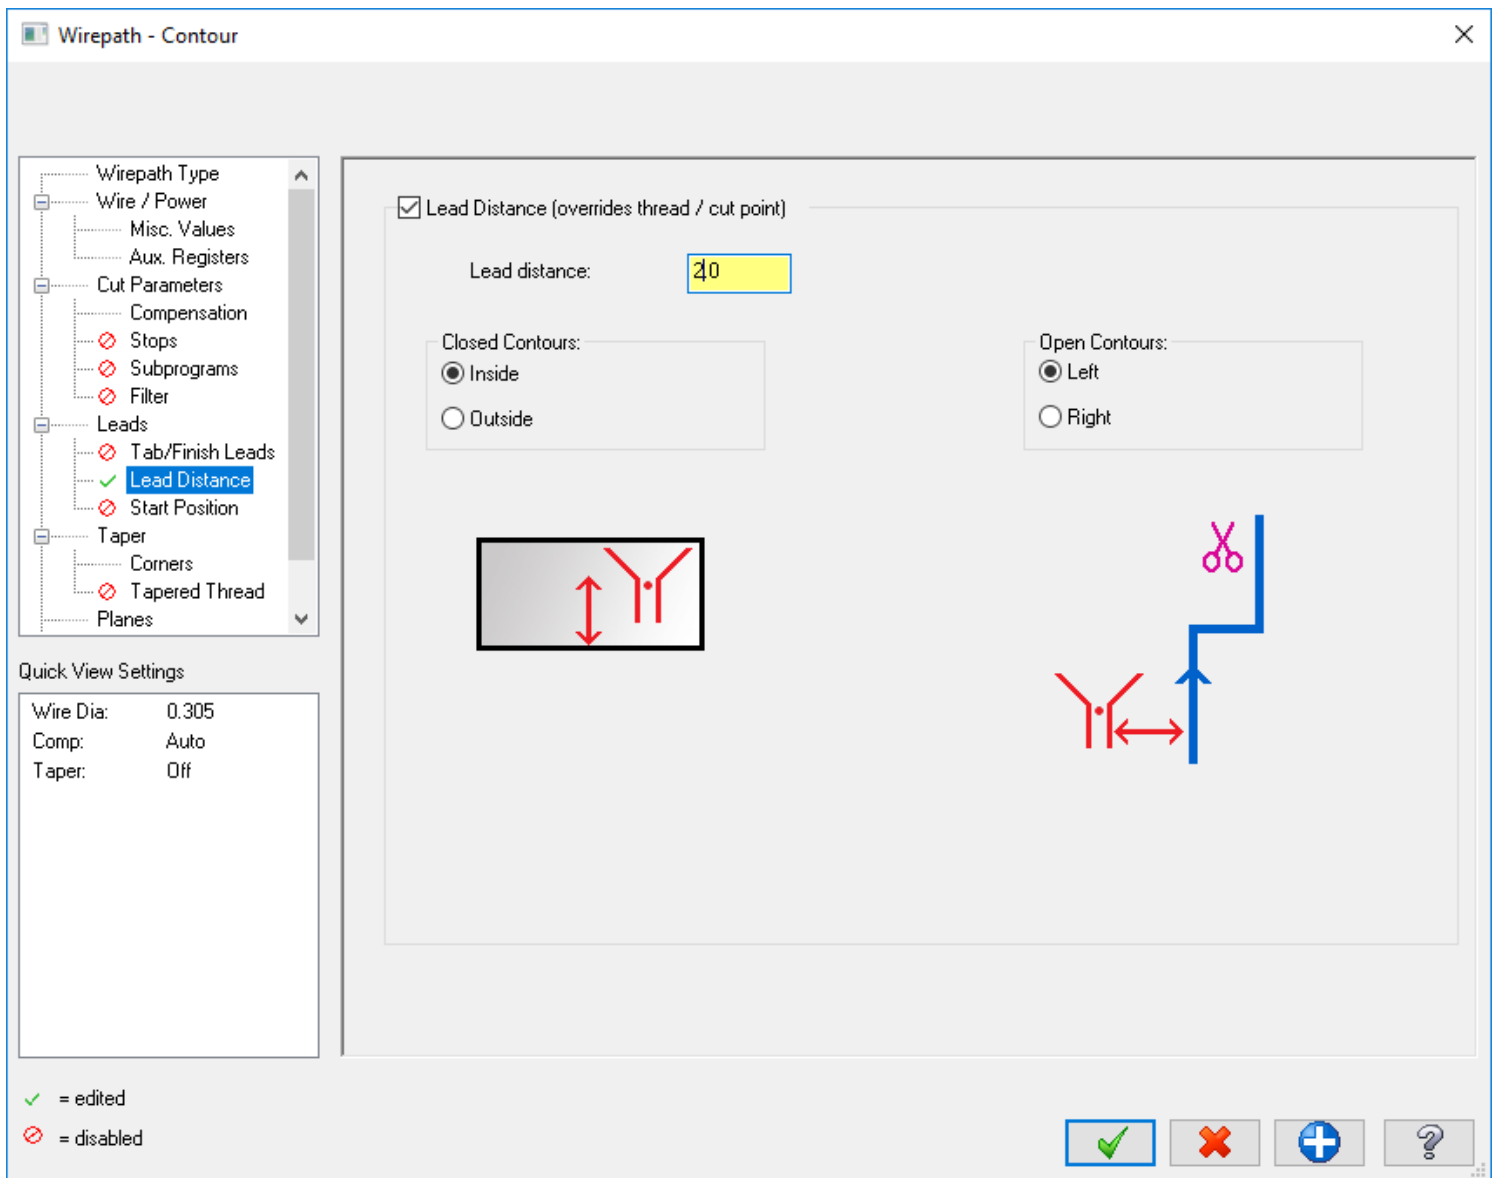 Wirepath - Contour
Wirepath Type
Wire / Power
Misc. Values
Aux. Registers
Cut Parameters
Compensation
Stops
Subprograms
Filter
Leads
Tab/Finish Leads
Lead Distance
Start Position
Taper
Corners
Tapered Thread
Planes
Quick View Settings
Wire Dia: 0.305
Comp: Auto
Taper: Off
= edited
= disabled
Lead Distance (overrides thread / cut point)
Lead distance: 2.0
Closed Contours:
Inside
Outside
Open Contours:
Left
Right